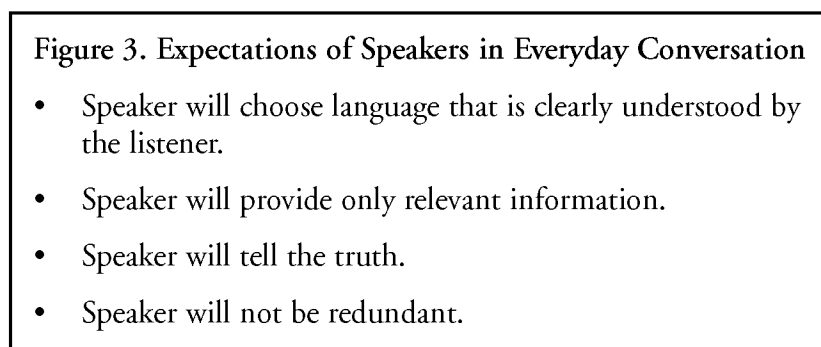 Figure 3. Expectations of Speakers in Everyday Conversation
• Speaker will choose language that is clearly understood by
the listener.
• Speaker will provide only relevant information.
• Speaker will tell the truth.
• Speaker will not be redundant.